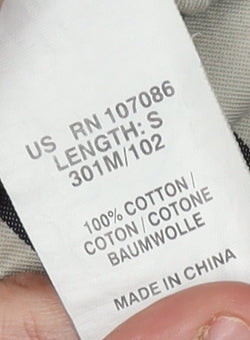 US RN 107086
LENGTH: S
301M/102
100% COTTON/
COTON/COTONE
BAUMWOLLE
MADE IN CHINA